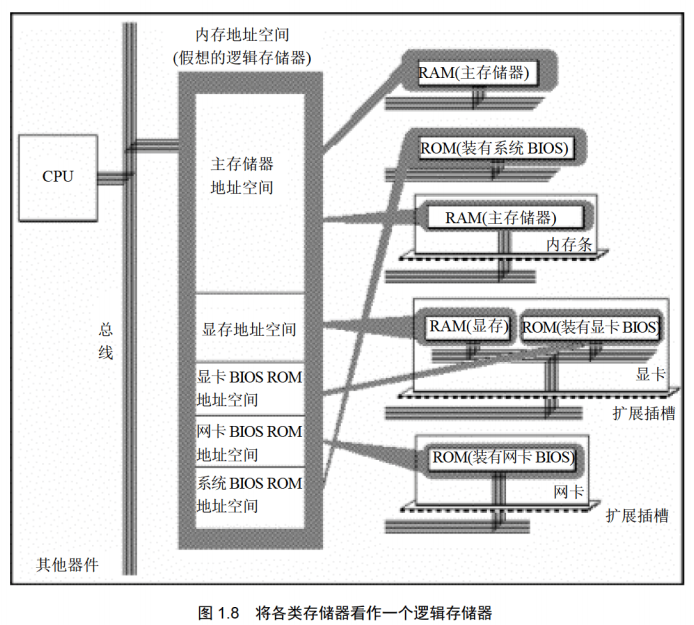 内存地址空间
(假想的逻辑存储器)
CPU
总
线
其他器件
主存储器
地址空间
显存地址空间
显卡 BIOS ROM
地址空间
网卡 BIOS ROM
地址空间
系统 BIOS ROM
地址空间
RAM(主存储器)
ROM(装有系统 BIOS)
RAM(主存储器)
内存条
RAM(显存)
ROM(装有显卡 BIOS)
显卡
扩展插槽
ROM(装有网卡 BIOS)
网卡
扩展插槽
图 1.8 将各类存储器看作一个逻辑存储器